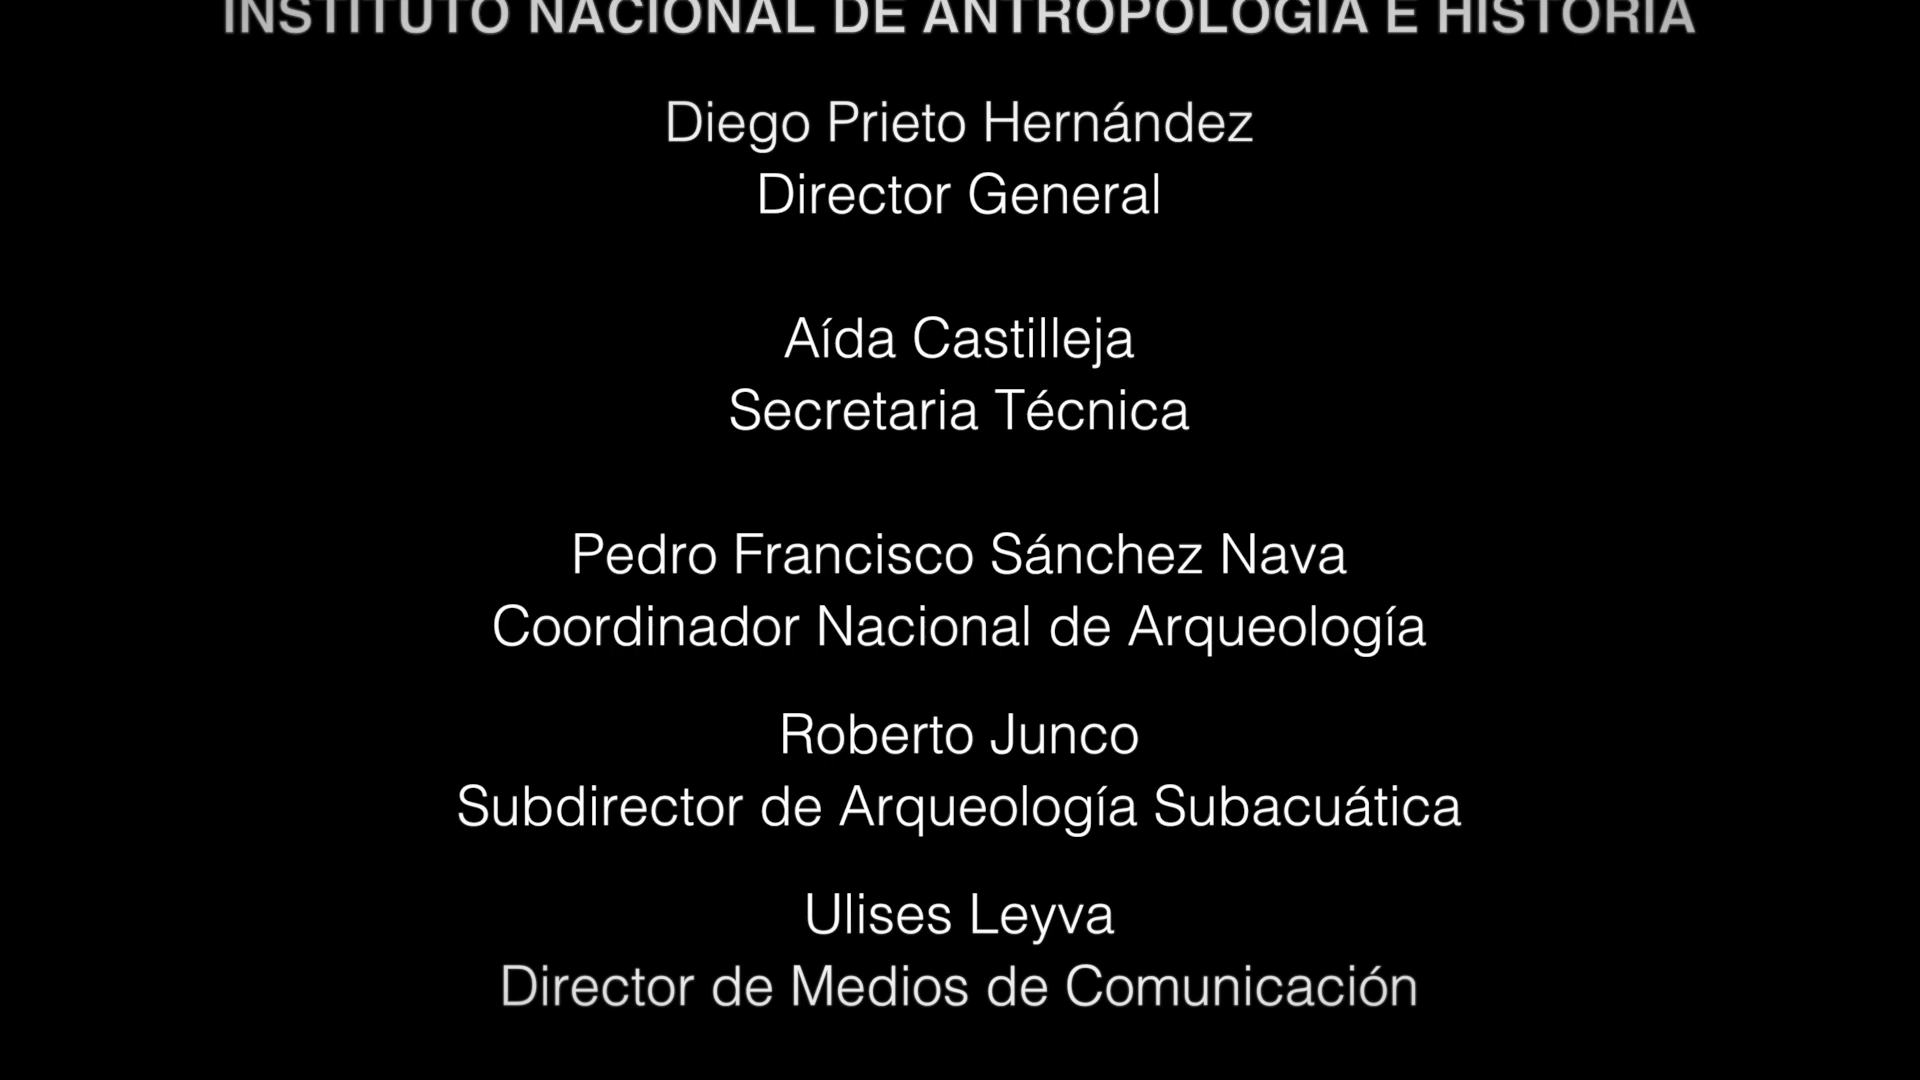 INSTITUTO NACIONAL DE ANTROPOLOGÍA E HISTORIA
Diego Prieto Hernández
Director General
Aída Castilleja
Secretaria Técnica
Pedro Francisco Sánchez Nava
Coordinador Nacional de Arqueología
Roberto Junco
Subdirector de Arqueología Subacuática
Ulises Leyva
Director de Medios de Comunicación